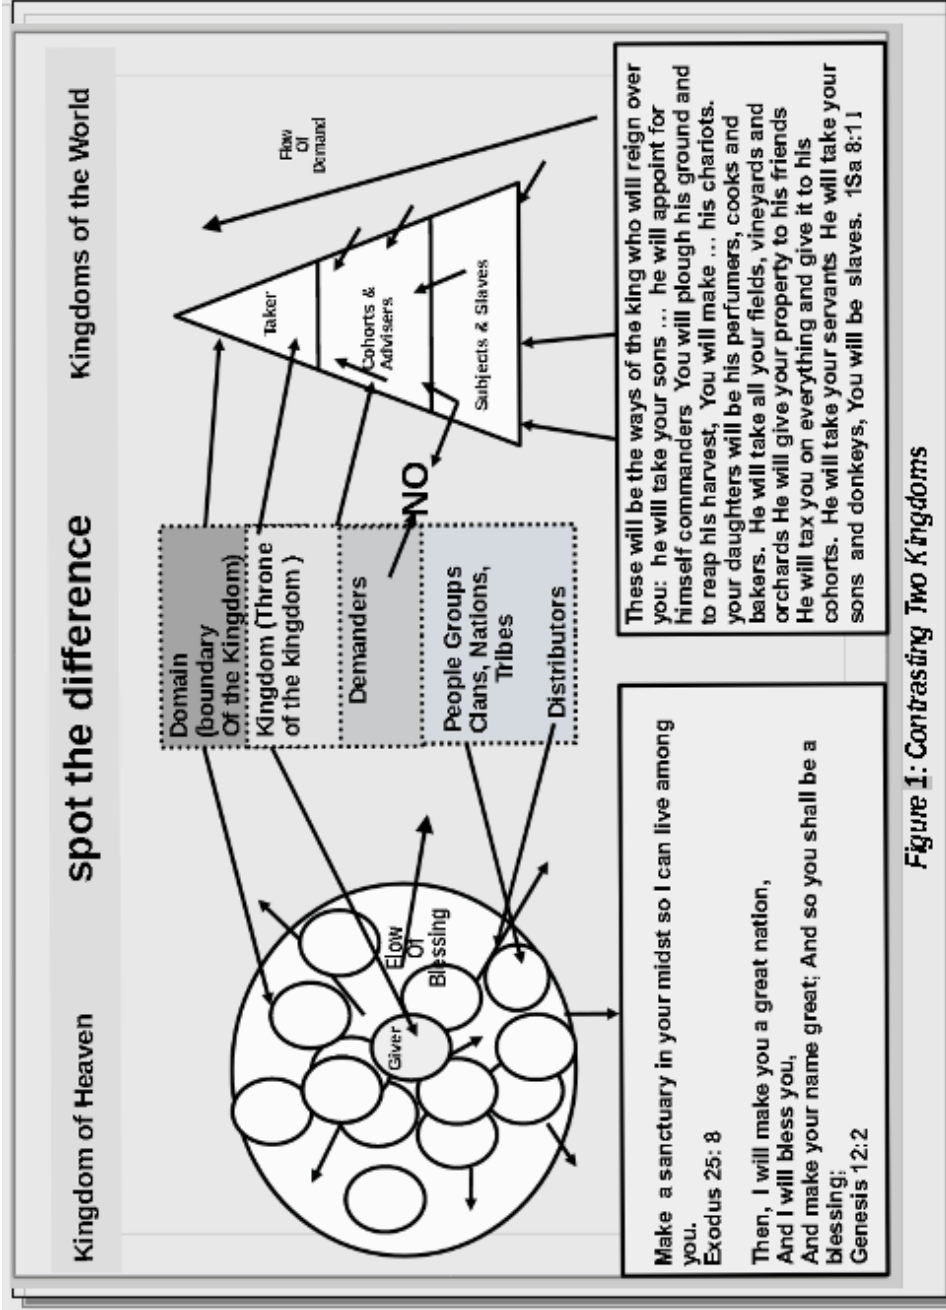 spot the difference
Kingdom of Heaven
Kingdoms of the World
Domain
(boundary
Of the Kingdom)
Kingdom (Throne
of the kingdom )
Demanders
People Groups
Clans, Nations,
Tribes
Distributors
Giver
Flow
Of
Blessing
NO
Taker
Cohorts &
Advisers
Subjects & Slaves
Flow
Of
Demand
Make a sanctuary in your midst so I can live among
you.
Exodus 25: 8
Then, I will make you a great nation,
And I will bless you,
And make your name great; And so you shall be a
blessing;
Genesis 12:2
These will be the ways of the king who will reign over
you: he will take your sons ... he will appoint for
himself commanders You will plough his ground and
to reap his harvest, You will make ... his chariots.
your daughters will be his perfumers, cooks and
bakers. He will take all your fields, vineyards and
orchards He will give your property to his friends
He will tax you on everything and give it to his
cohorts. He will take your servants He will take your
sons and donkeys, You will be slaves. 1Sa 8:11
Figure 1: Contrasting Two Kingdoms